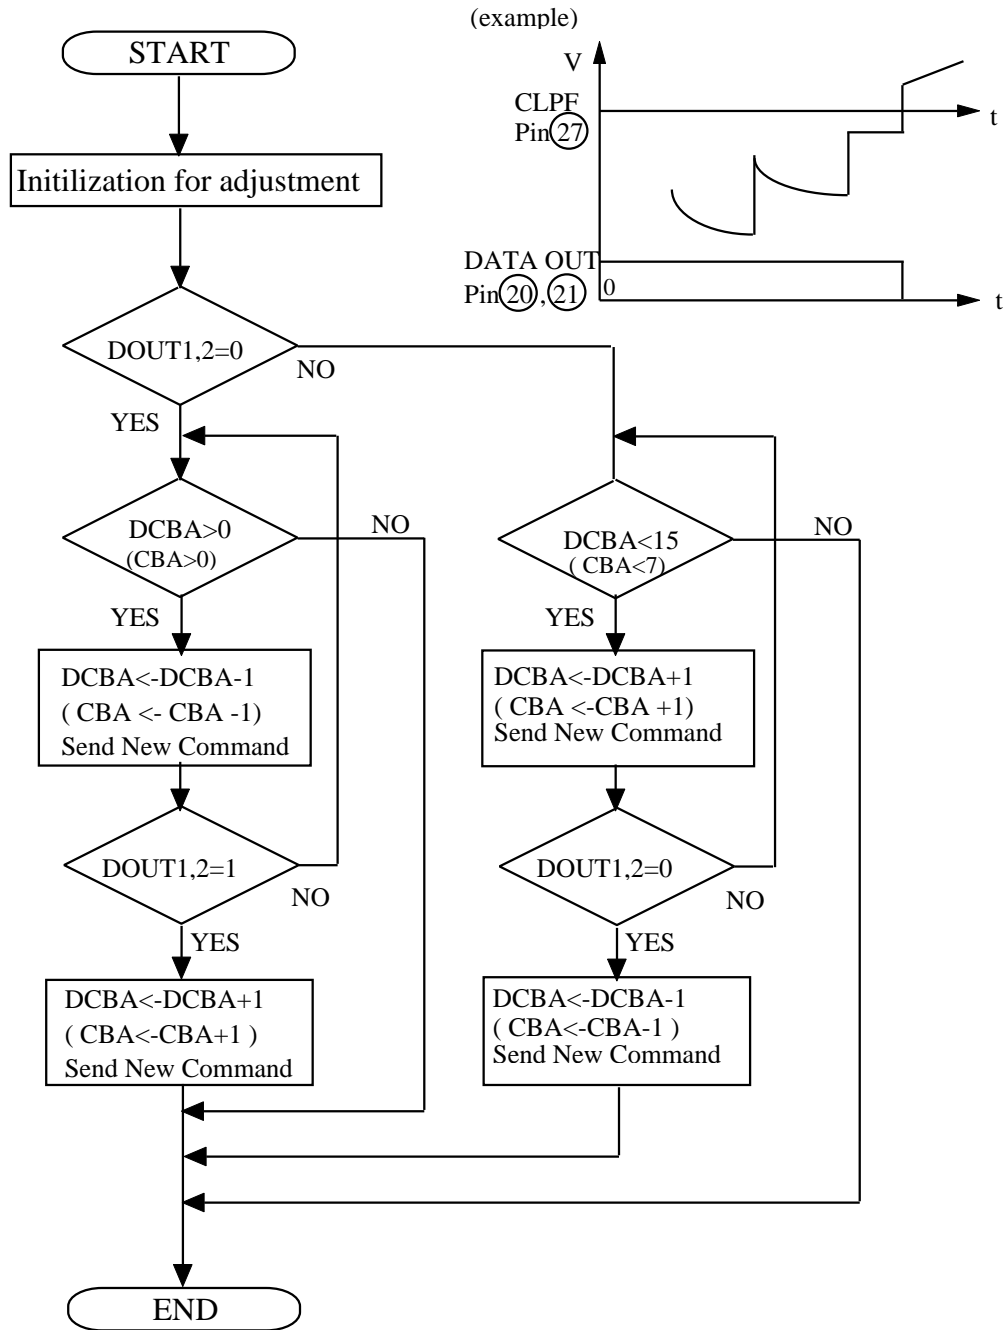 (example)
START
V
CLPF
Pin 27
t
Initilization for adjustment
DATA OUT
Pin 20 , 21
0
t
DOUT1,2=0
NO
YES
DCBA>0
(CBA>0)
NO
YES
DCBA<-DCBA-1
( CBA <- CBA -1)
Send New Command
DOUT1,2=1
NO
YES
DCBA<-DCBA+1
( CBA<-CBA+1 )
Send New Command
DCBA<15
( CBA<7)
NO
YES
DCBA<-DCBA+1
( CBA <-CBA +1)
Send New Command
DOUT1,2=0
NO
YES
DCBA<-DCBA-1
( CBA<-CBA-1 )
Send New Command
END